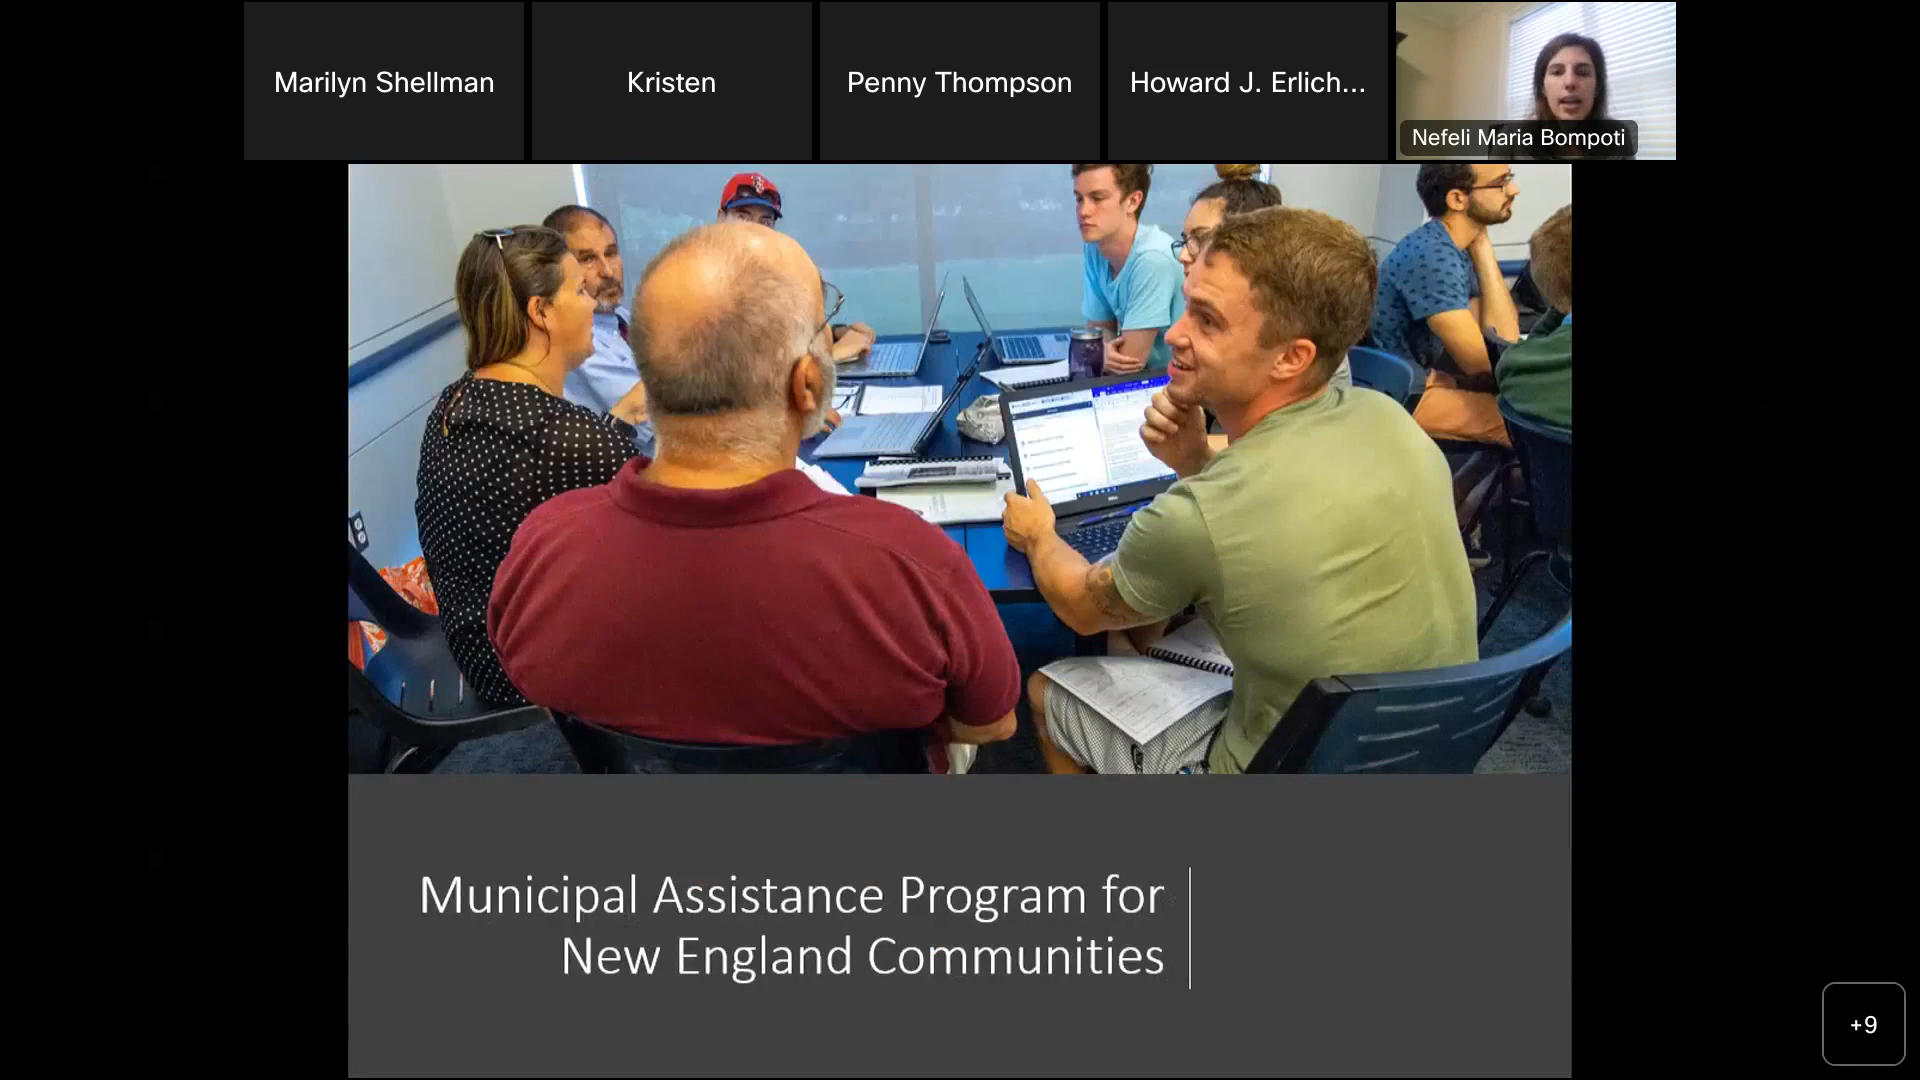 Marilyn Shellman
Kristen
Penny Thompson
Howard J. Erlich...
Nefeli Maria Bompoti
Municipal Assistance Program for
New England Communities
+9